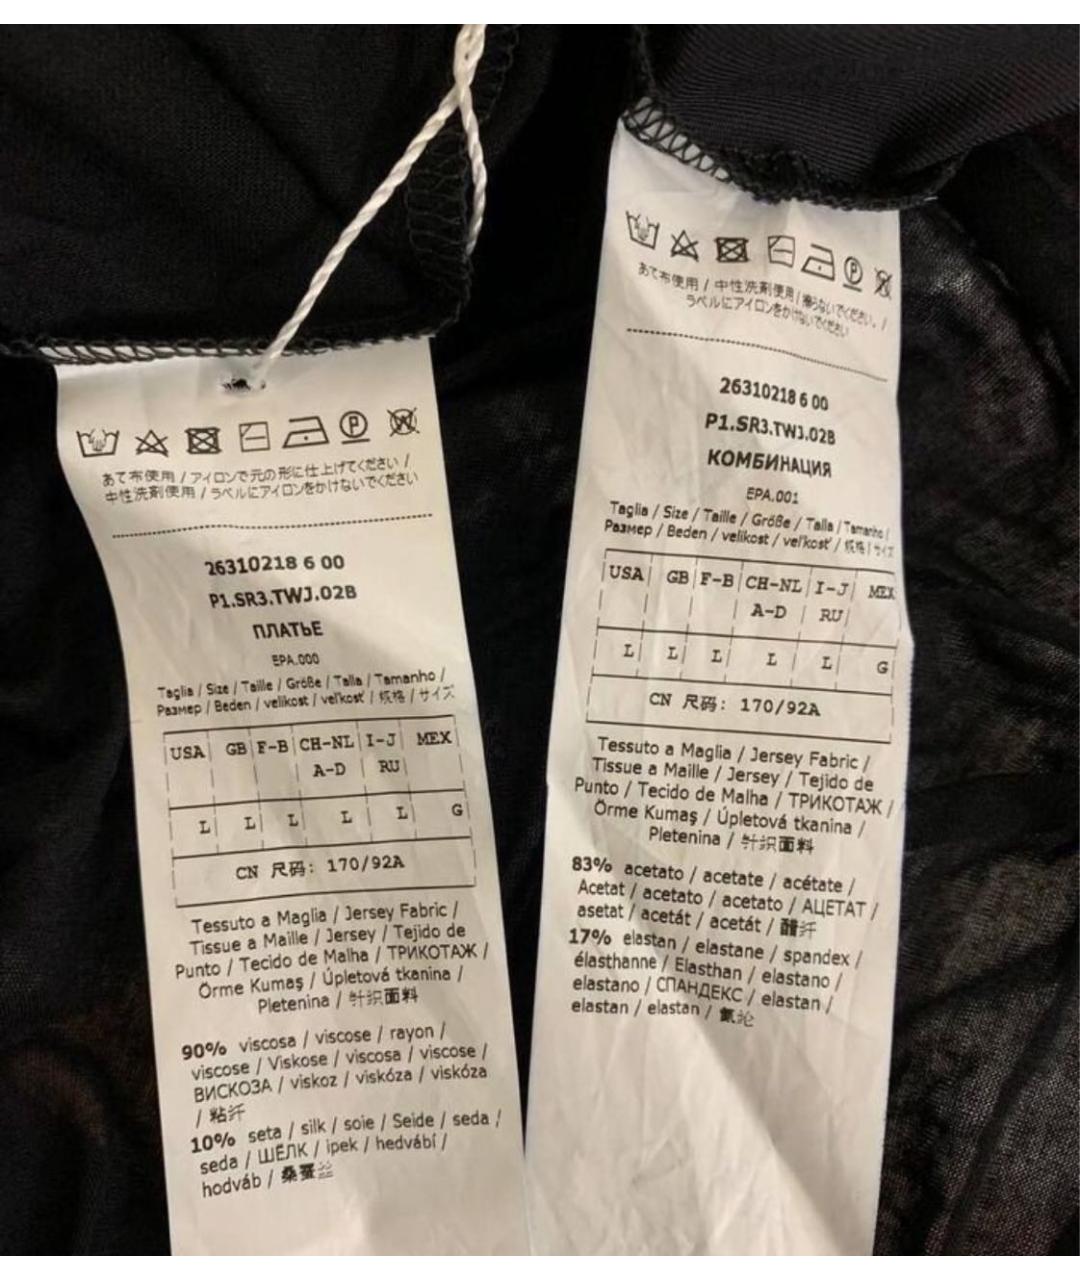 あて布使用 / アイロンで元の形に仕上げてください /
中性洗剤使用 / ラベルにアイロンをかけないでください
26310218 6 00
P1.SR3.TWJ.02B
ПЛАТЬЕ
EPA.000
Taglia / Size / Taille / Größe / Talla / Tamanho /
Размер / Beden / velikost / veľkosť / 规格 / サイズ
USA GB F-B CH-NL I-J MEX
A-D RU
L L L L L G
CN 尺码: 170/92A
Tessuto a Maglia / Jersey Fabric /
Tissue a Maille / Jersey / Tejido de
Punto / Tecido de Malha / ТРИКОТАЖ /
Örme Kumaş / Úpletová tkanina /
Pletenina / 针织面料
90% viscosa / viscose / rayon /
viscose / Viskose / viscosa / viscose /
ВИСКОЗА / viskoz / viskóza / viskóza
/ 粘纤
10% seta / silk / soie / Seide / seda /
seda / ШЁЛК / ipek / hedvábí /
hodváb / 桑蚕丝
あて布使用 / 中性洗剤使用 / 擦らないでください。 /
ラベルにアイロンをかけないでください
26310218 6 00
P1.SR3.TWJ.02B
КОМБИНАЦИЯ
EPA.001
Taglia / Size / Taille / Größe / Talla / Tamanho /
Размер / Beden / velikost / veľkosť / 规格 / サイズ
USA GB F-B CH-NL I-J MEX
A-D RU
L L L L L G
CN 尺码: 170/92A
Tessuto a Maglia / Jersey Fabric /
Tissue a Maille / Jersey / Tejido de
Punto / Tecido de Malha / ТРИКОТАЖ /
Örme Kumaş / Úpletová tkanina /
Pletenina / 针织面料
83% acetato / acetate / acétate /
Acetat / acetato / acetato / АЦЕТАТ /
asetat / acetát / acetát / 醋纤
17% elastan / elastane / spandex /
élasthanne / Elasthan / elastano /
elastano / СПАНДЕКС / elastan /
elastan / elastan / 氨纶